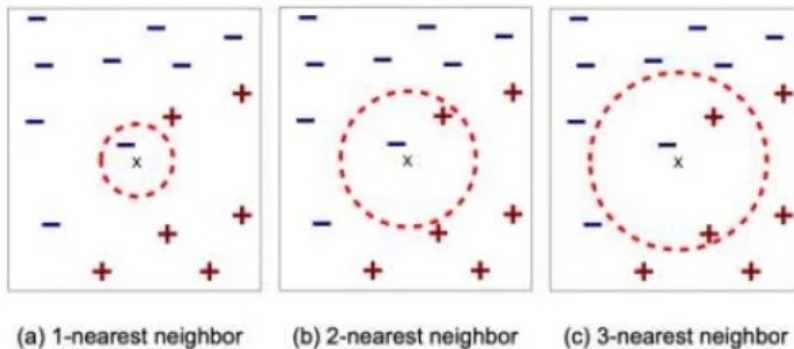 X X X
(a) 1-nearest neighbor (b) 2-nearest neighbor (c) 3-nearest neighbor